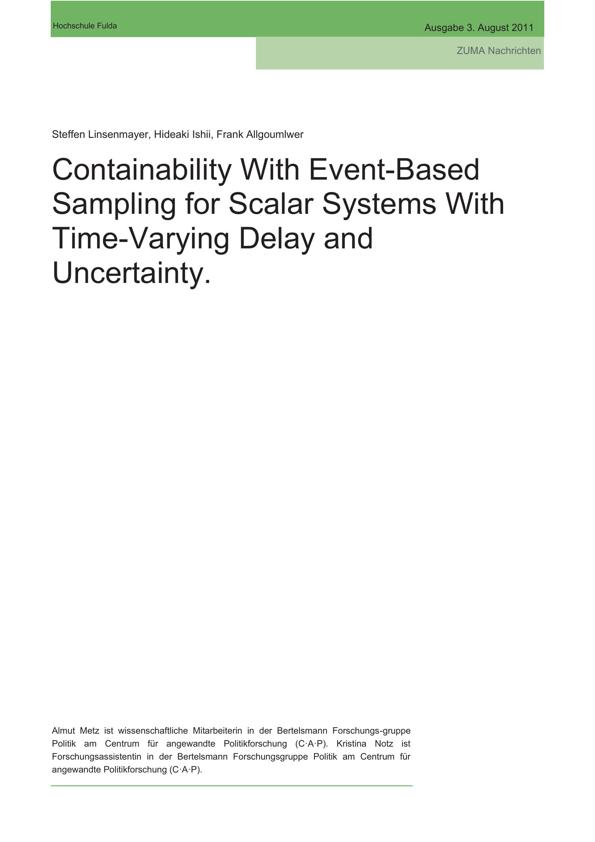 Hochschule Fulda
Ausgabe 3. August 2011
ZUMA Nachrichten
Steffen Linsenmayer, Hideaki Ishii, Frank Allgoumlwer
Containability With Event-Based
Sampling for Scalar Systems With
Time-Varying Delay and
Uncertainty.
Almut Metz ist wissenschaftliche Mitarbeiterin in der Bertelsmann Forschungs-gruppe
Politik am Centrum für angewandte Politikforschung (C·A·P). Kristina Notz ist
Forschungsassistentin in der Bertelsmann Forschungsgruppe Politik am Centrum für
angewandte Politikforschung (C·A·P).